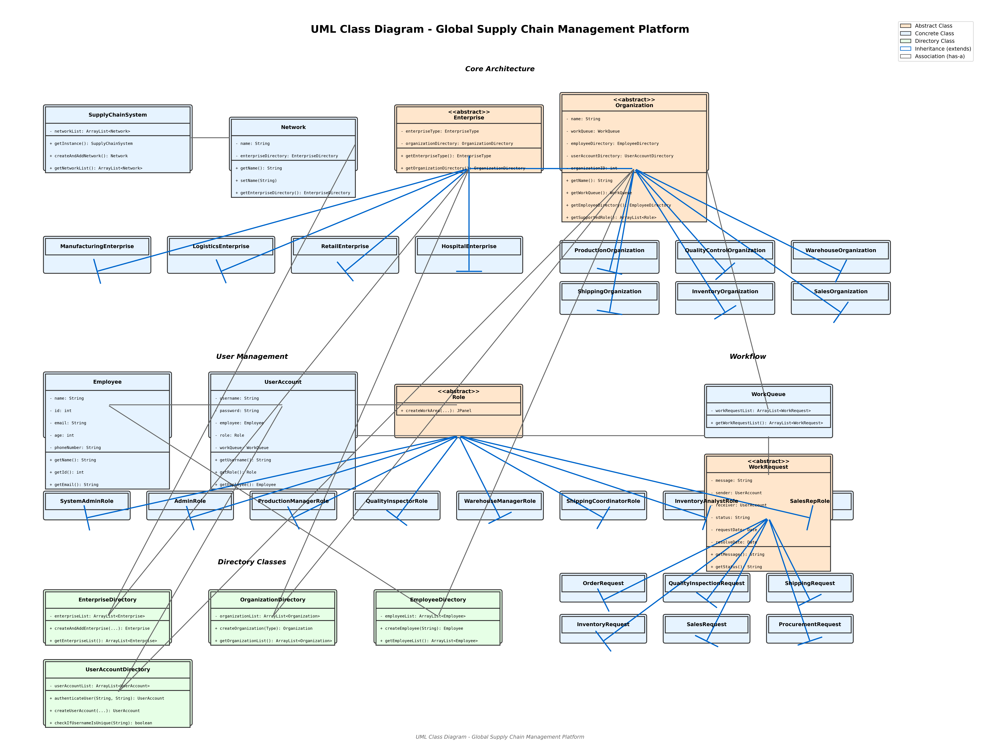 UML Class Diagram - Global Supply Chain Management Platform
Abstract Class
Concrete Class
Directory Class
Inheritance (extends)
Association (has-a)
Core Architecture
SupplyChainSystem
- networkList: ArrayList<Network>
+ getInstance(): SupplyChainSystem
+ createAndAddNetwork(): Network
+ getNetworkList(): ArrayList<Network>
Network
- name: String
- enterpriseDirectory: EnterpriseDirectory
+ getName(): String
+ setName(String)
+ getEnterpriseDirectory(): EnterpriseDirectory
<<abstract>>
Enterprise
- enterpriseType: EnterpriseType
- organizationDirectory: OrganizationDirectory
+ getEnterpriseType(): EnterpriseType
+ getOrganizationDirectory(): OrganizationDirectory
<<abstract>>
Organization
- name: String
- workQueue: WorkQueue
- employeeDirectory: EmployeeDirectory
- userAccountDirectory: UserAccountDirectory
- organizationID: int
+ getName(): String
+ getWorkQueue(): WorkQueue
+ getEmployeeDirectory(): EmployeeDirectory
+ getSupportedRole(): ArrayList<Role>
ManufacturingEnterprise
LogisticsEnterprise
RetailEnterprise
HospitalEnterprise
ProductionOrganization
QualityControlOrganization
WarehouseOrganization
ShippingOrganization
InventoryOrganization
SalesOrganization
User Management
Workflow
Employee
- name: String
- id: int
- email: String
- age: int
- phoneNumber: String
+ getName(): String
+ getId(): int
+ getEmail(): String
UserAccount
- username: String
- password: String
- employee: Employee
- role: Role
- workQueue: WorkQueue
+ getUsername(): String
+ getRole(): Role
+ getEmployee(): Employee
<<abstract>>
Role
+ createWorkArea(...): JPanel
WorkQueue
- workRequestList: ArrayList<WorkRequest>
+ getWorkRequestList(): ArrayList<WorkRequest>
<<abstract>>
WorkRequest
- message: String
- sender: UserAccount
- receiver: UserAccount
- status: String
- requestDate: Date
- resolveDate: Date
+ getMessage(): String
+ getStatus(): String
SystemAdminRole
AdminRole
ProductionManagerRole
QualityInspectorRole
WarehouseManagerRole
ShippingCoordinatorRole
InventoryAnalystRole
SalesRepRole
Directory Classes
OrderRequest
QualityInspectionRequest
ShippingRequest
InventoryRequest
SalesRequest
ProcurementRequest
EnterpriseDirectory
- enterpriseList: ArrayList<Enterprise>
+ createAndAddEnterprise(...): Enterprise
+ getEnterpriseList(): ArrayList<Enterprise>
OrganizationDirectory
- organizationList: ArrayList<Organization>
+ createOrganization(Type): Organization
+ getOrganizationList(): ArrayList<Organization>
EmployeeDirectory
- employeeList: ArrayList<Employee>
+ createEmployee(String): Employee
+ getEmployeeList(): ArrayList<Employee>
UserAccountDirectory
- userAccountList: ArrayList<UserAccount>
+ authenticateUser(String, String): UserAccount
+ createUserAccount(...): UserAccount
+ checkIfUsernameIsUnique(String): boolean
UML Class Diagram - Global Supply Chain Management Platform